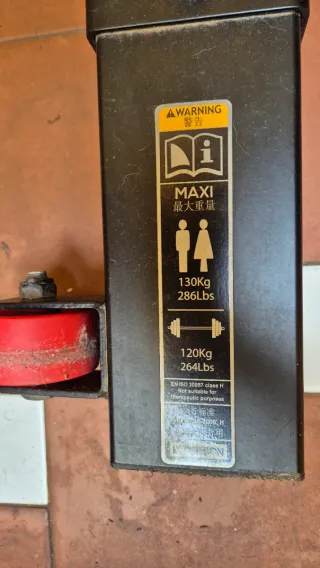 WARNING
警告
MAXI
最大重量
130Kg
286Lbs
120Kg
264Lbs
EN ISO 20957 class H
Not suitable for
therapeutic purposes